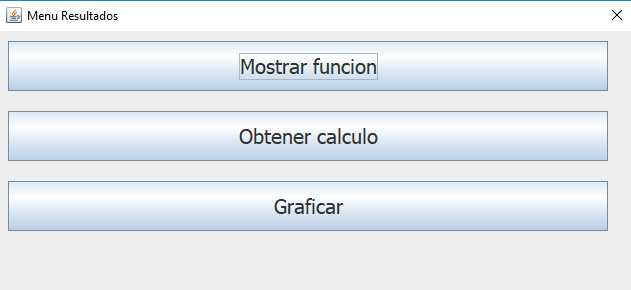 Menu Resultados
Mostrar funcion
Obtener calculo
Graficar